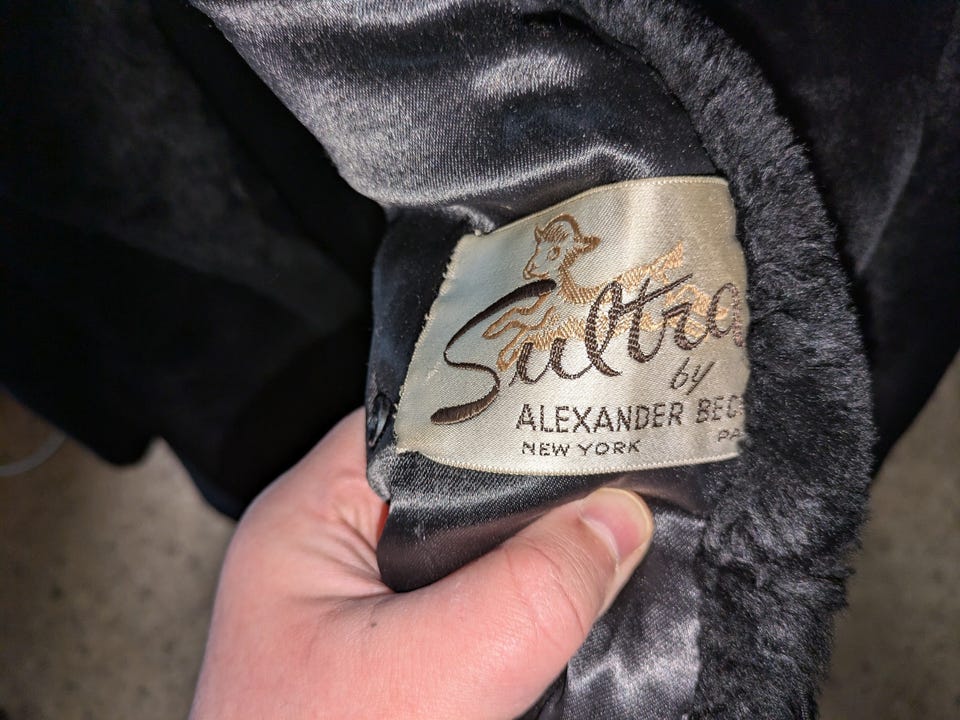 Sultra
by
ALEXANDER BEC
NEW YORK PA